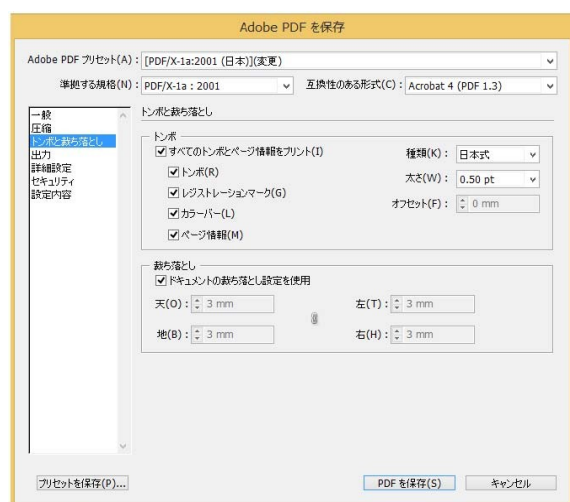 Adobe PDF を保存
Adobe PDF プリセット(A) : [PDF/X-1a:2001 (日本)](変更)
準拠する規格(N) : PDF/X-1a : 2001 互換性のある形式(C) : Acrobat 4 (PDF 1.3)
一般
圧縮
トンボと裁ち落とし
出力
詳細設定
セキュリティ
設定内容
トンボと裁ち落とし
トンボ
すべてのトンボとページ情報をプリント(I)
トンボ(R)
レジストレーションマーク(G)
カラーバー(L)
ページ情報(M)
種類(K) : 日本式
太さ(W) : 0.50 pt
オフセット(F) : 0 mm
裁ち落とし
ドキュメントの裁ち落とし設定を使用
天(O) : 3 mm 左(T) : 3 mm
地(B) : 3 mm 右(H) : 3 mm
プリセットを保存(P)... PDF を保存(S) キャンセル